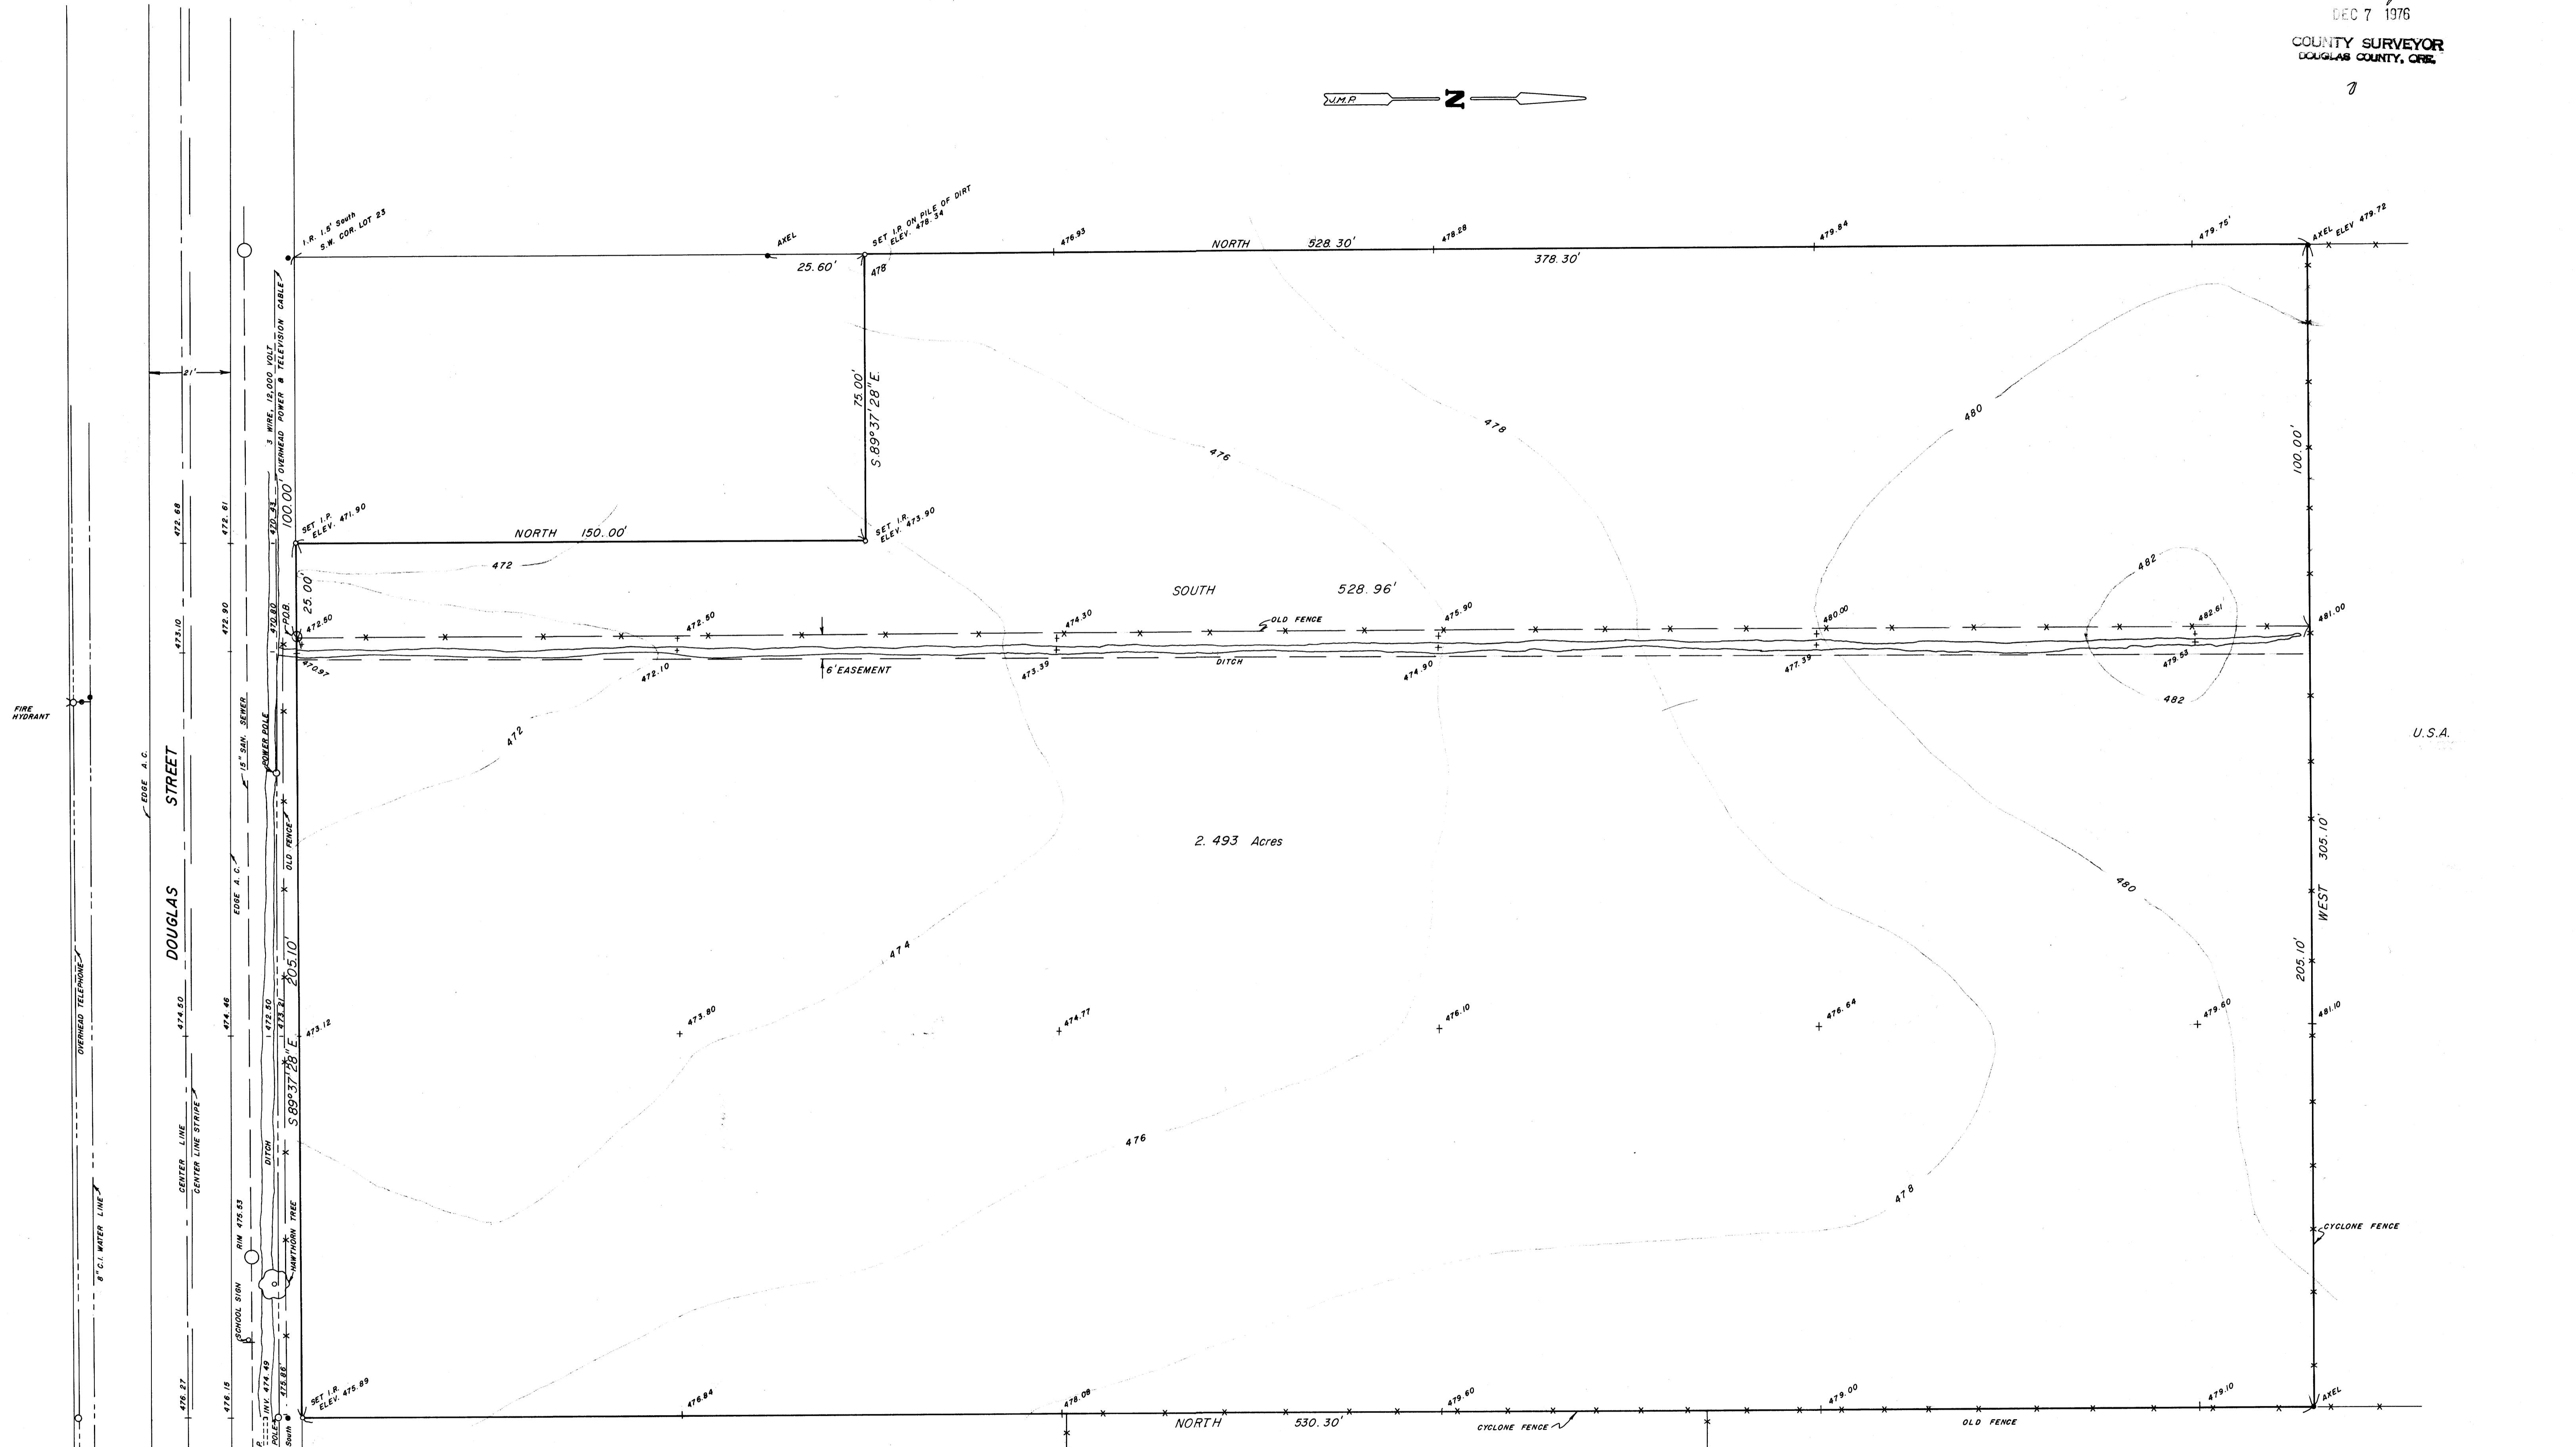 DEC 7 1976
COUNTY SURVEYOR
DOUGLAS COUNTY, ORE.
J.M.P.
N
I.R. 1.5' South
S.W. COR. LOT 23
AXEL
SET I.P. ON PILE OF DIRT
ELEV. 478.34
476.93
NORTH 528.30'
478.28
479.84
479.75'
AXEL
ELEV 479.72
25.60'
478
378.30'
3 WIRE, 12,000 VOLT
OVERHEAD POWER & TELEVISION CABLE
21'
75.00'
S.89°37'28"E.
476
478
480
100.00'
472.68
472.61
470.43
100.00'
SET I.P.
ELEV. 471.90
NORTH 150.00'
SET I.R.
ELEV. 473.90
472
25.00'
P.O.B.
SOUTH 528.96'
482
473.10
472.90
470.80
472.50
472.50
474.30
OLD FENCE
475.90
480.00
482.61
481.00
470.97
472.10
6' EASEMENT
473.39
DITCH
474.90
477.39
479.53
482
FIRE
HYDRANT
15" SAN. SEWER
POWER POLE
472
U.S.A.
EDGE A.C.
DOUGLAS STREET
EDGE A.C.
OLD FENCE
2.493 Acres
WEST 305.10'
480
205.10'
474
205.10'
S 89°37'28" E.
OVERHEAD TELEPHONE
474.50
474.46
472.50
473.21
473.12
473.80
474.77
476.10
476.64
479.60
481.10
CENTER LINE
CENTER LINE STRIPE
DITCH
476
478
8" C.I. WATER LINE
RIM 475.53
HAWTHORN TREE
CYCLONE FENCE
SCHOOL SIGN
476.27
476.15
INV. 474.49
475.86'
SET I.R.
ELEV. 475.89
476.84
478.08
479.60
479.00
479.10
AXEL
NORTH 530.30'
CYCLONE FENCE
OLD FENCE
POLE
South